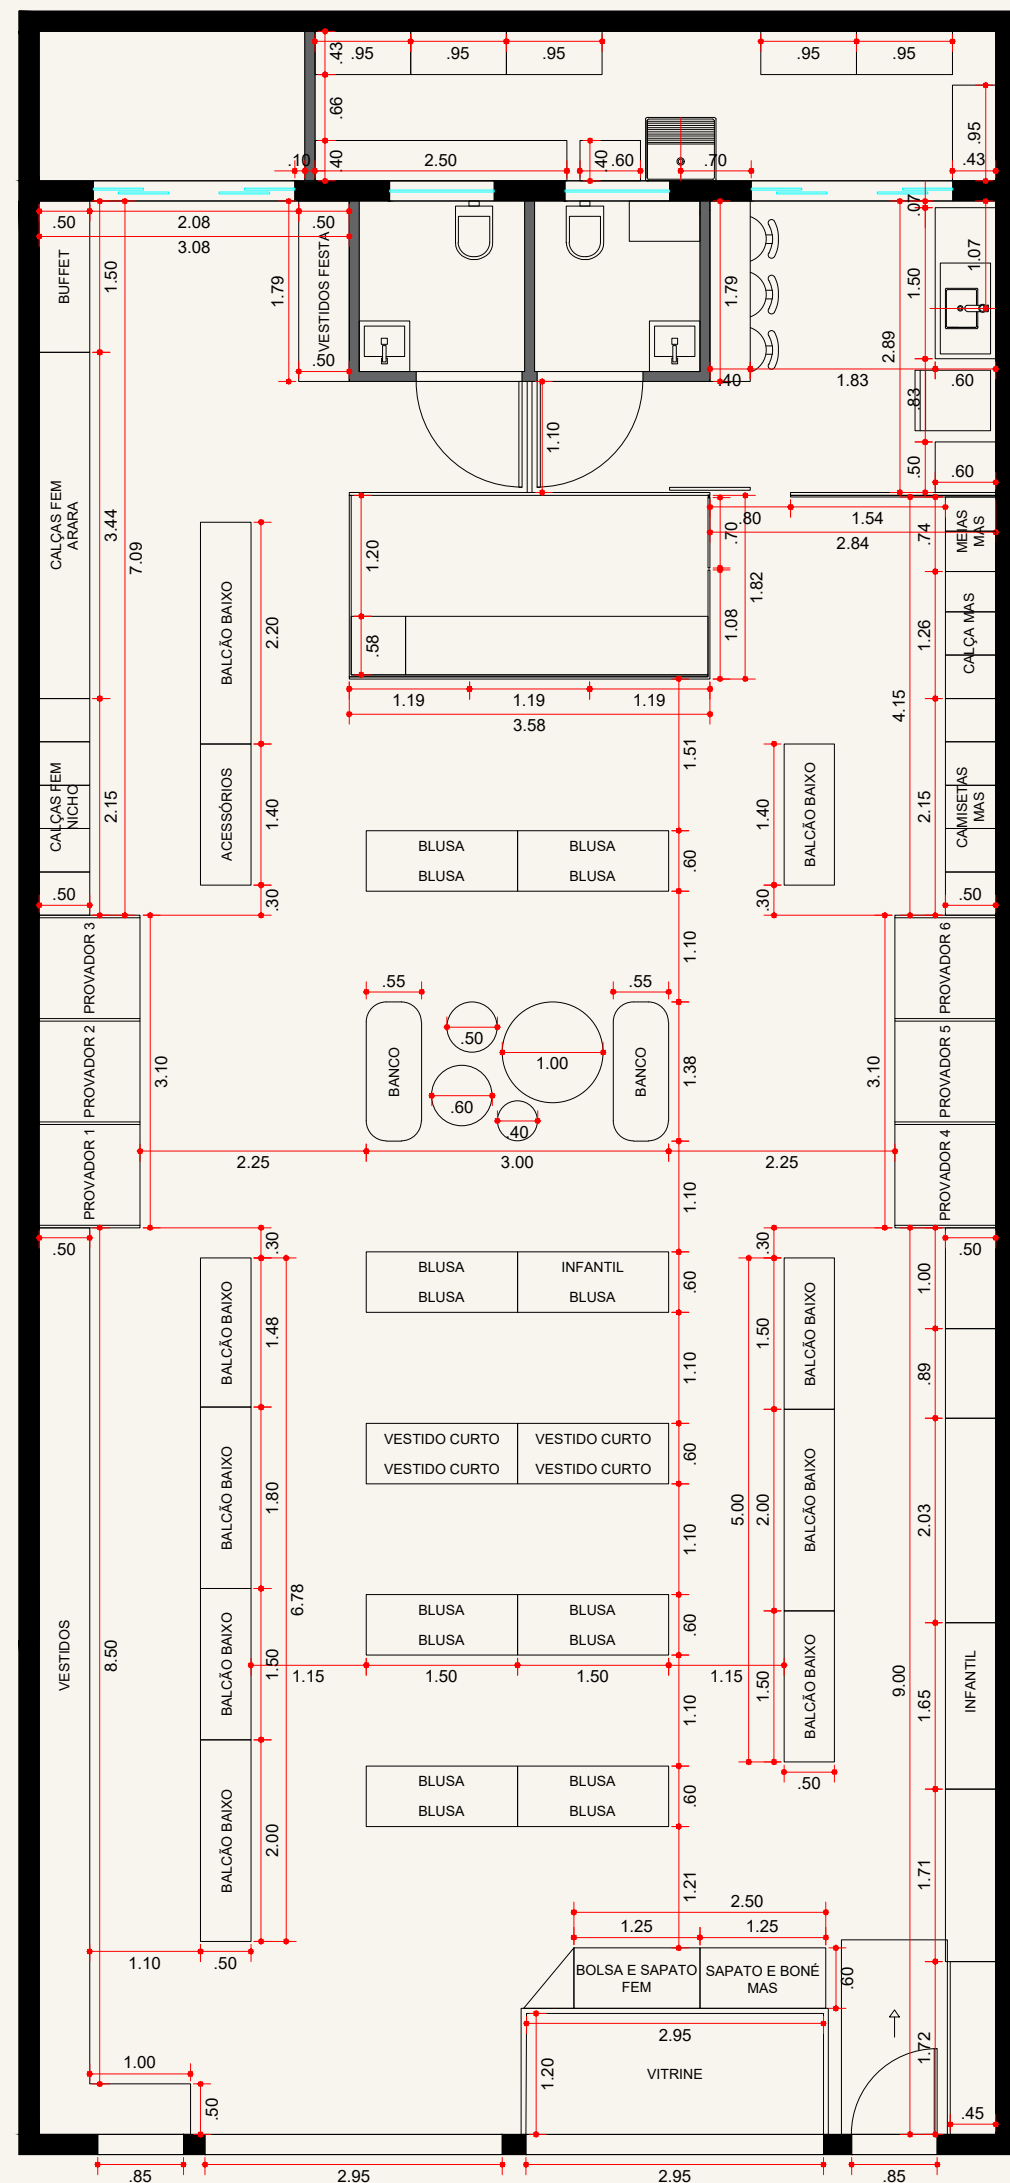 .43
.95
.95
.95
.95
.95
.66
.95
.10
.40
2.50
.40
.60
.70
.43
.50
2.08
.50
3.08
.07
BUFFET
1.50
1.79
VESTIDOS FESTA
.50
1.79
1.50
1.07
2.89
.40
1.83
.60
.83
1.10
.50
.60
CALÇAS FEM
ARARA
3.44
7.09
1.20
.58
.80
1.54
.70
2.84
1.82
1.08
.74
MEIAS
MAS
1.26
CALÇA MAS
4.15
BALCÃO BAIXO
2.20
1.19
1.19
1.19
3.58
1.51
CALÇAS FEM
NICHO
2.15
ACESSÓRIOS
1.40
BLUSA
BLUSA
BLUSA
BLUSA
.60
1.40
BALCÃO BAIXO
2.15
CAMISETAS
MAS
.50
.30
.30
.50
PROVADOR 3
PROVADOR 2
PROVADOR 1
3.10
1.10
.55
.55
BANCO
.50
1.00
.60
.40
BANCO
1.38
3.10
PROVADOR 6
PROVADOR 5
PROVADOR 4
2.25
3.00
2.25
1.10
.50
.30
.30
.50
BALCÃO BAIXO
1.48
BLUSA
INFANTIL
BLUSA
BLUSA
.60
1.50
BALCÃO BAIXO
1.00
1.10
.89
BALCÃO BAIXO
1.80
6.78
VESTIDO CURTO
VESTIDO CURTO
VESTIDO CURTO
VESTIDO CURTO
.60
5.00
2.00
BALCÃO BAIXO
2.03
1.10
VESTIDOS
8.50
BALCÃO BAIXO
1.50
BLUSA
BLUSA
BLUSA
BLUSA
.60
1.15
1.50
1.50
1.15
1.50
BALCÃO BAIXO
9.00
1.65
INFANTIL
1.10
.50
BALCÃO BAIXO
2.00
BLUSA
BLUSA
BLUSA
BLUSA
.60
1.71
1.21
2.50
1.25
1.25
1.10
.50
BOLSA E SAPATO
FEM
SAPATO E BONÉ
MAS
.60
2.95
1.72
1.00
1.20
VITRINE
.50
.45
.85
2.95
2.95
.85